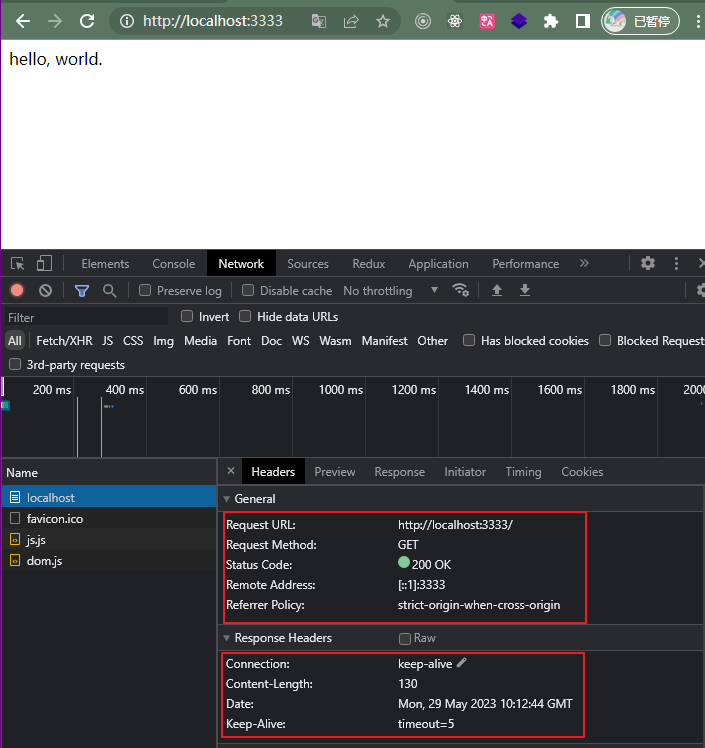 http://localhost:3333 已暂停
hello, world.
Elements Console Network Sources Redux Application Performance »
Preserve log Disable cache No throttling
Filter Invert Hide data URLs
All Fetch/XHR JS CSS Img Media Font Doc WS Wasm Manifest Other Has blocked cookies Blocked Request
3rd-party requests
200 ms 400 ms 600 ms 800 ms 1000 ms 1200 ms 1400 ms 1600 ms 1800 ms 200
Name × Headers Preview Response Initiator Timing Cookies
localhost
favicon.ico
js.js
dom.js
General
Request URL: http://localhost:3333/
Request Method: GET
Status Code: 200 OK
Remote Address: [::1]:3333
Referrer Policy: strict-origin-when-cross-origin
Response Headers Raw
Connection: keep-alive
Content-Length: 130
Date: Mon, 29 May 2023 10:12:44 GMT
Keep-Alive: timeout=5